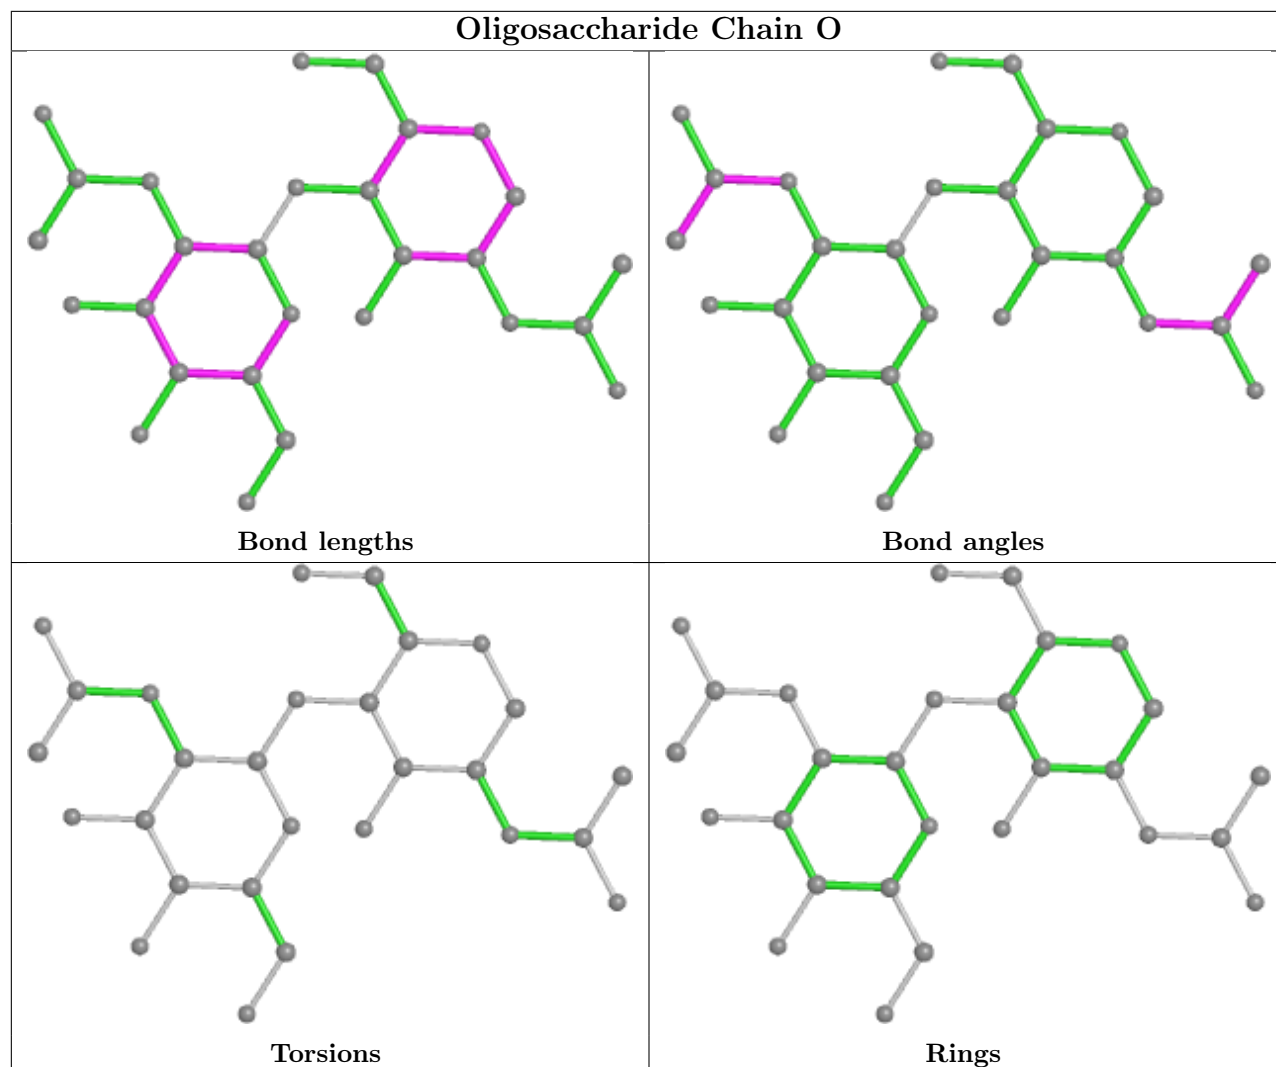 Oligosaccharide Chain O
Bond lengths
Bond angles
Torsions
Rings